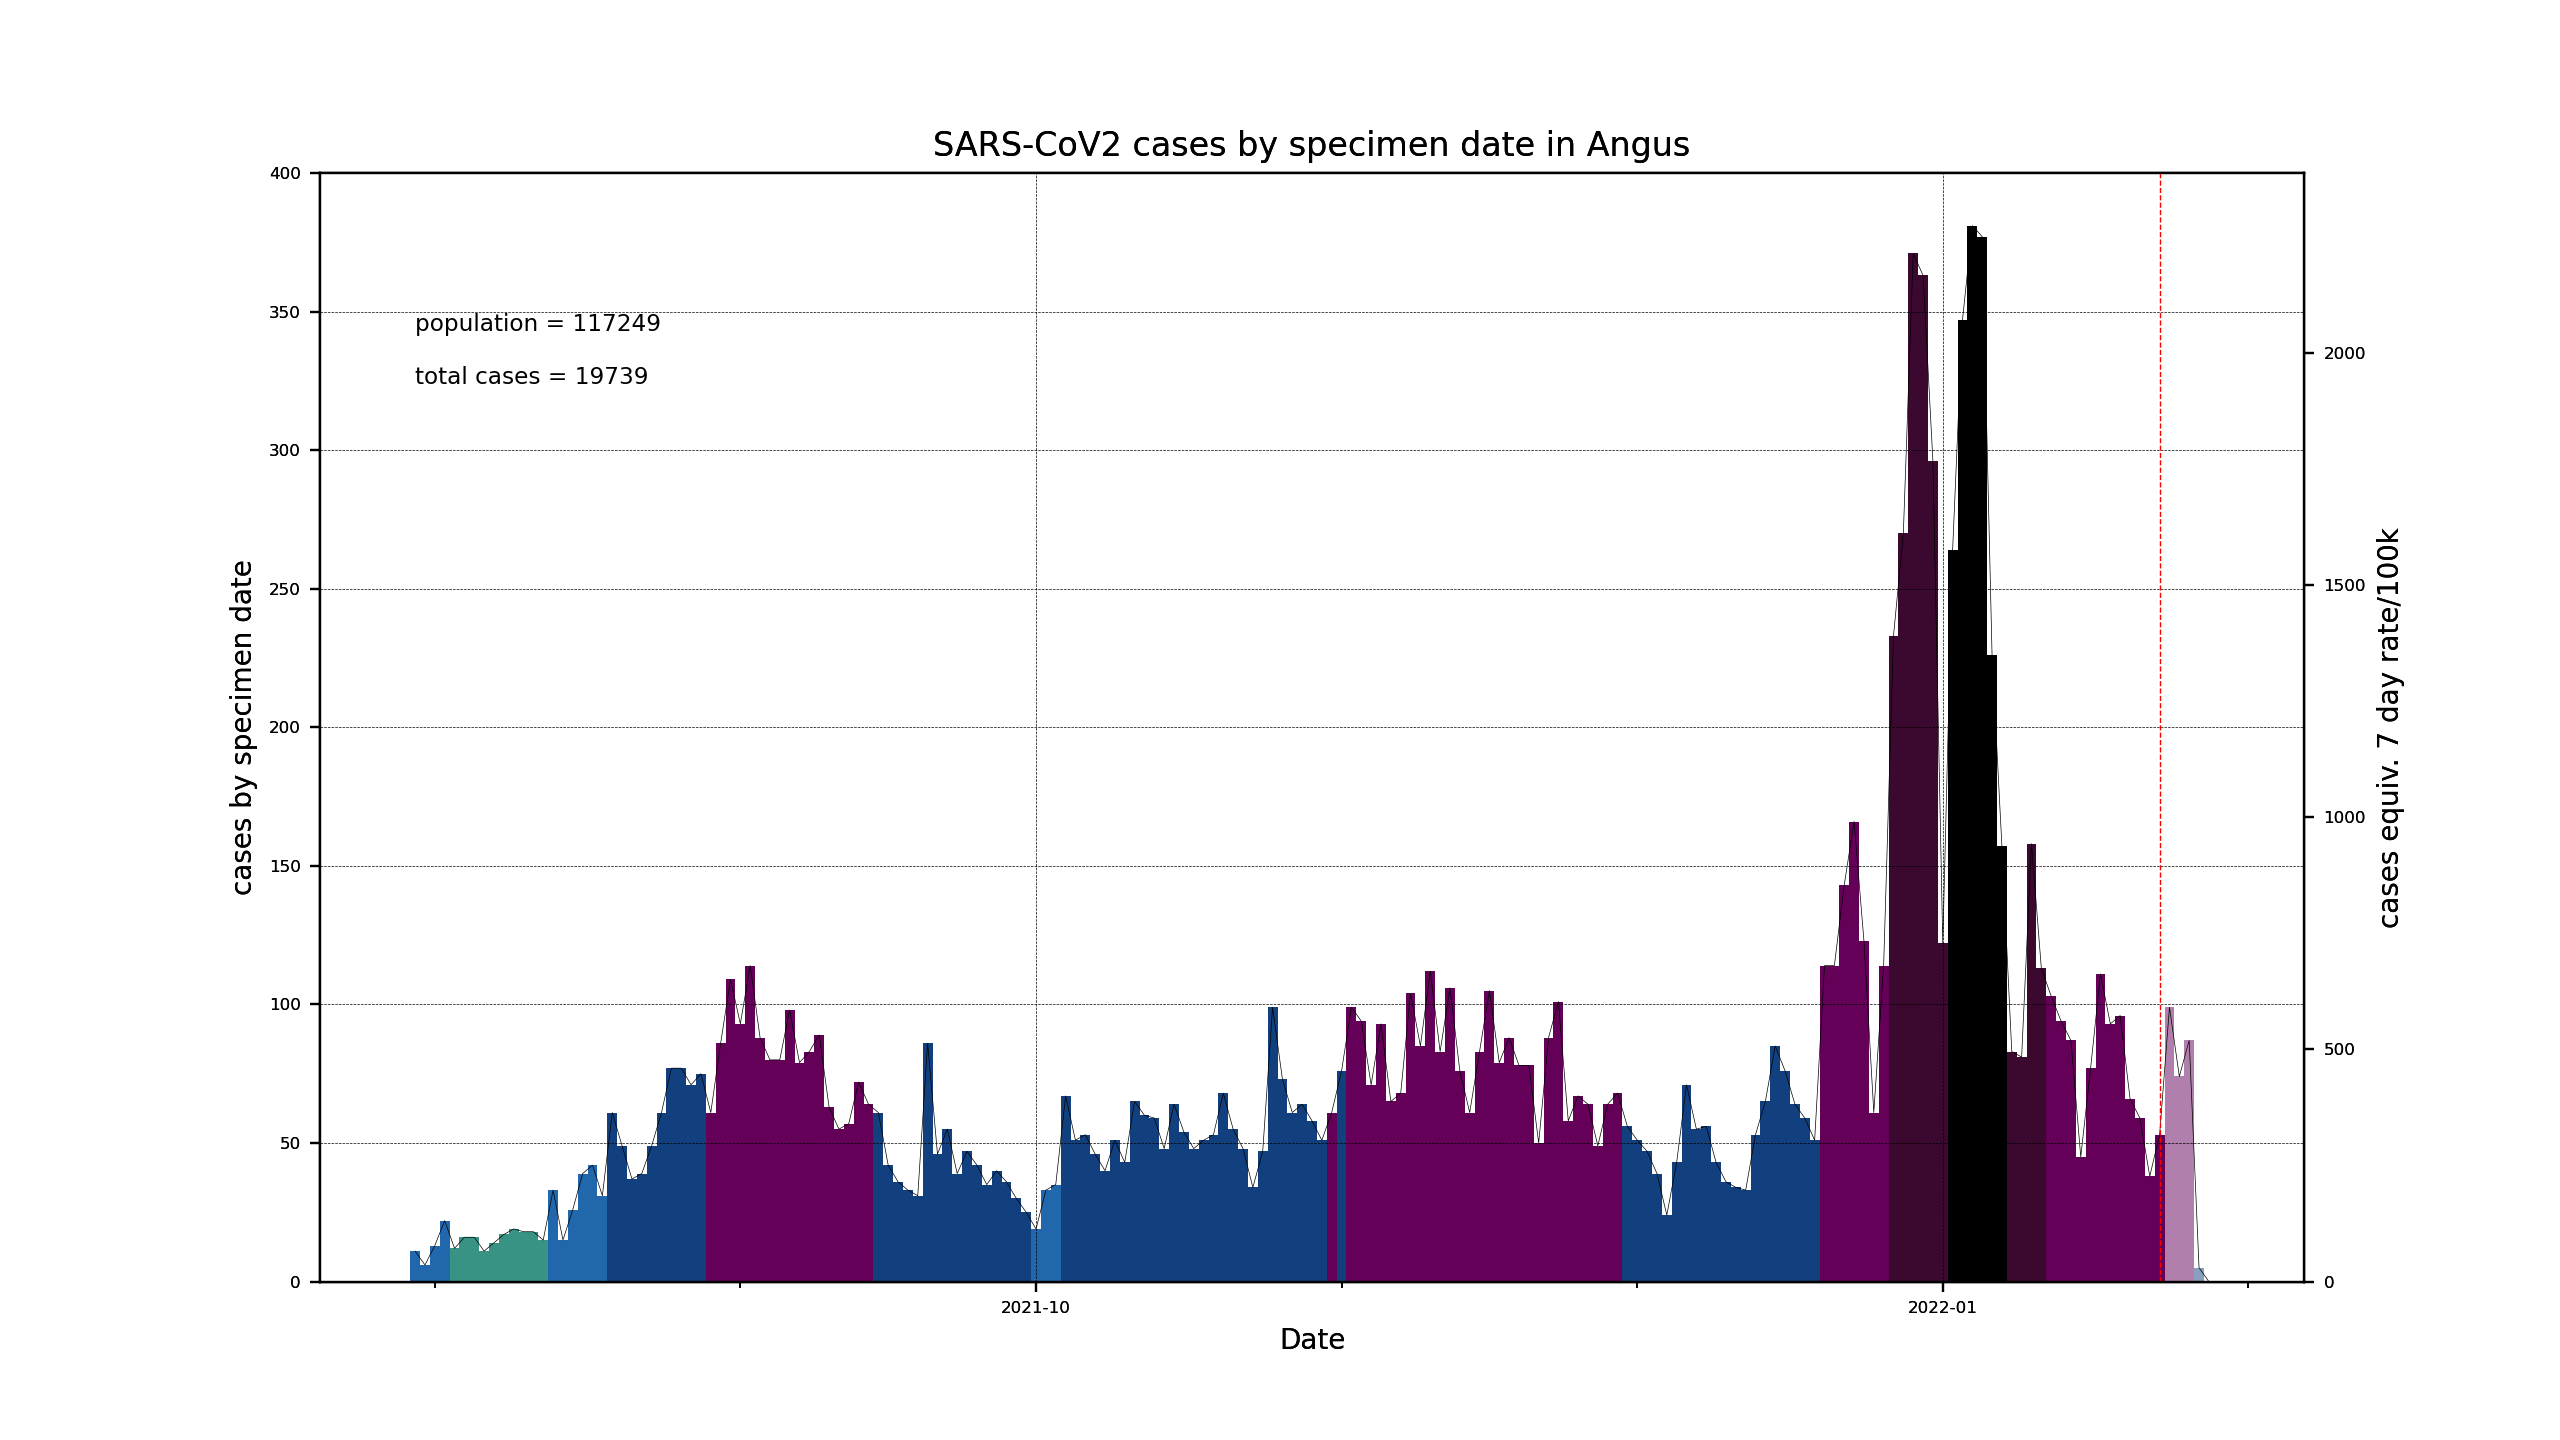 SARS-CoV2 cases by specimen date in Angus
400
350
300
250
200
150
100
50
0
cases by specimen date
population = 117249
total cases = 19739
2000
1500
1000
500
0
cases equiv. 7 day rate/100k
2021-10
2022-01
Date